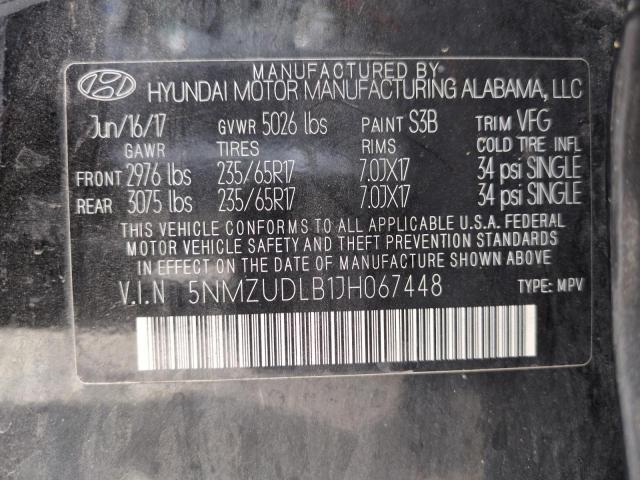 MANUFACTURED BY
HYUNDAI MOTOR MANUFACTURING ALABAMA, LLC
Jun/16/17 GVWR 5026 lbs PAINT S3B TRIM VFG
GAWR TIRES RIMS COLD TIRE INFL
FRONT 2976 lbs 235/65R17 7.0JX17 34 psi SINGLE
REAR 3075 lbs 235/65R17 7.0JX17 34 psi SINGLE
THIS VEHICLE CONFORMS TO ALL APPLICABLE U.S.A. FEDERAL
MOTOR VEHICLE SAFETY AND THEFT PREVENTION STANDARDS
IN EFFECT ON THE DATE OF MANUFACTURE SHOWN ABOVE
V.I.N 5NMZUDLB1JH067448 TYPE: MPV